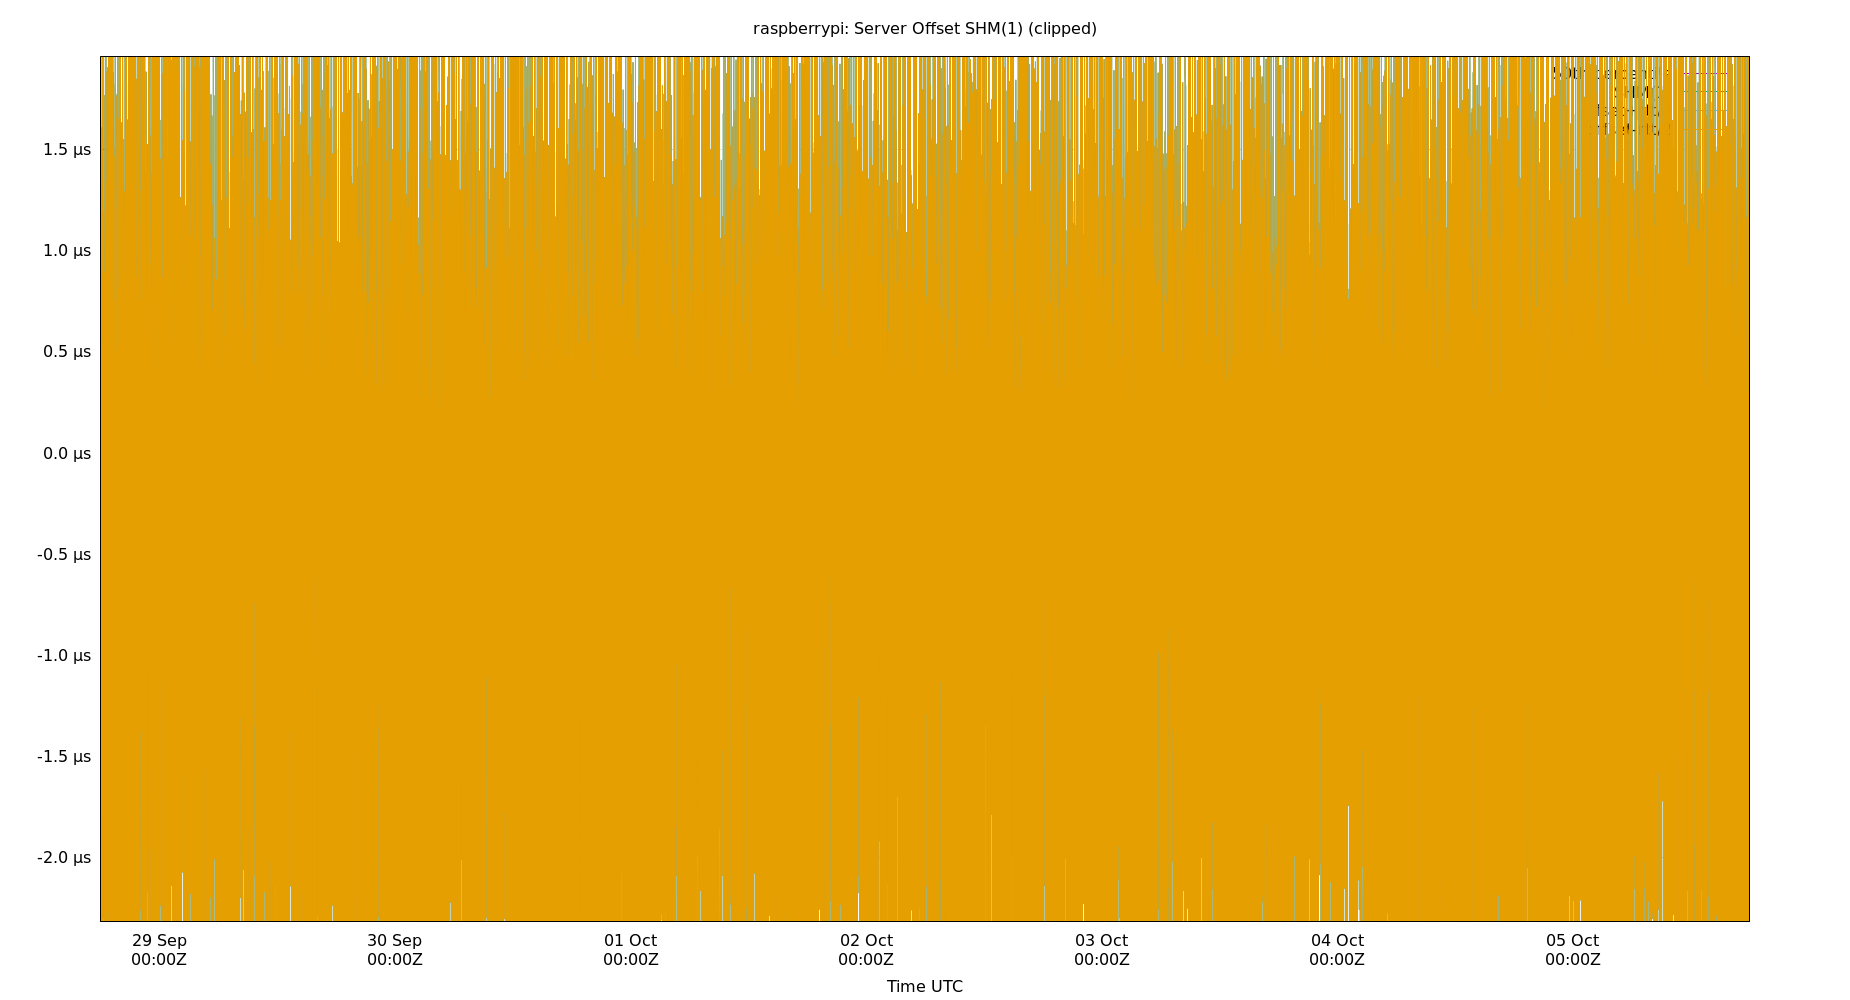 raspberrypi: Server Offset SHM(1) (clipped)
1.5 µs
1.0 µs
0.5 µs
0.0 µs
-0.5 µs
-1.0 µs
-1.5 µs
-2.0 µs
29 Sep
00:00Z
30 Sep
00:00Z
01 Oct
00:00Z
02 Oct
00:00Z
03 Oct
00:00Z
04 Oct
00:00Z
05 Oct
00:00Z
Time UTC